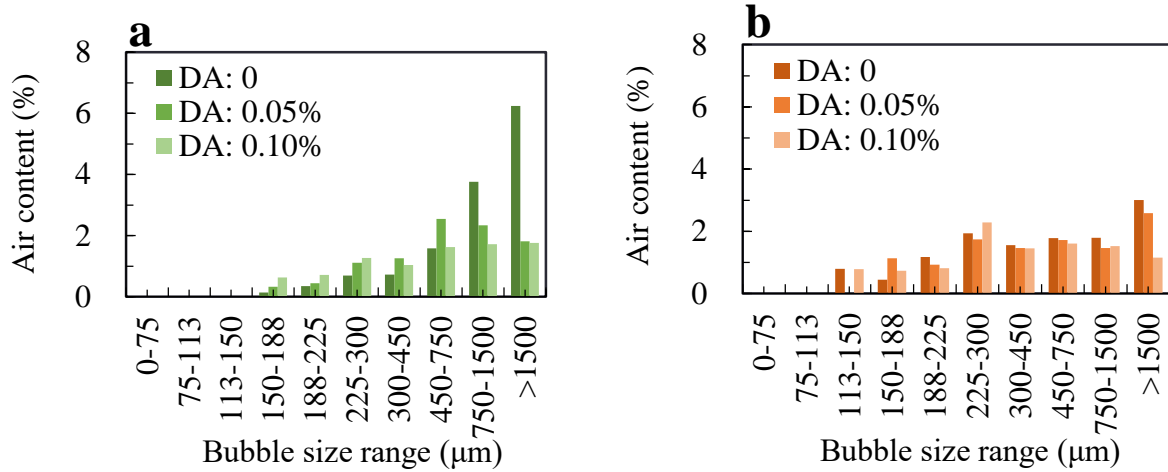 a
8
6
4
2
0
Air content (%)
DA: 0
DA: 0.05%
DA: 0.10%
0-75
75-113
113-150
150-188
188-225
225-300
300-450
450-750
750-1500
>1500
Bubble size range (μm)
b
8
6
4
2
0
Air content (%)
DA: 0
DA: 0.05%
DA: 0.10%
0-75
75-113
113-150
150-188
188-225
225-300
300-450
450-750
750-1500
>1500
Bubble size range (μm)